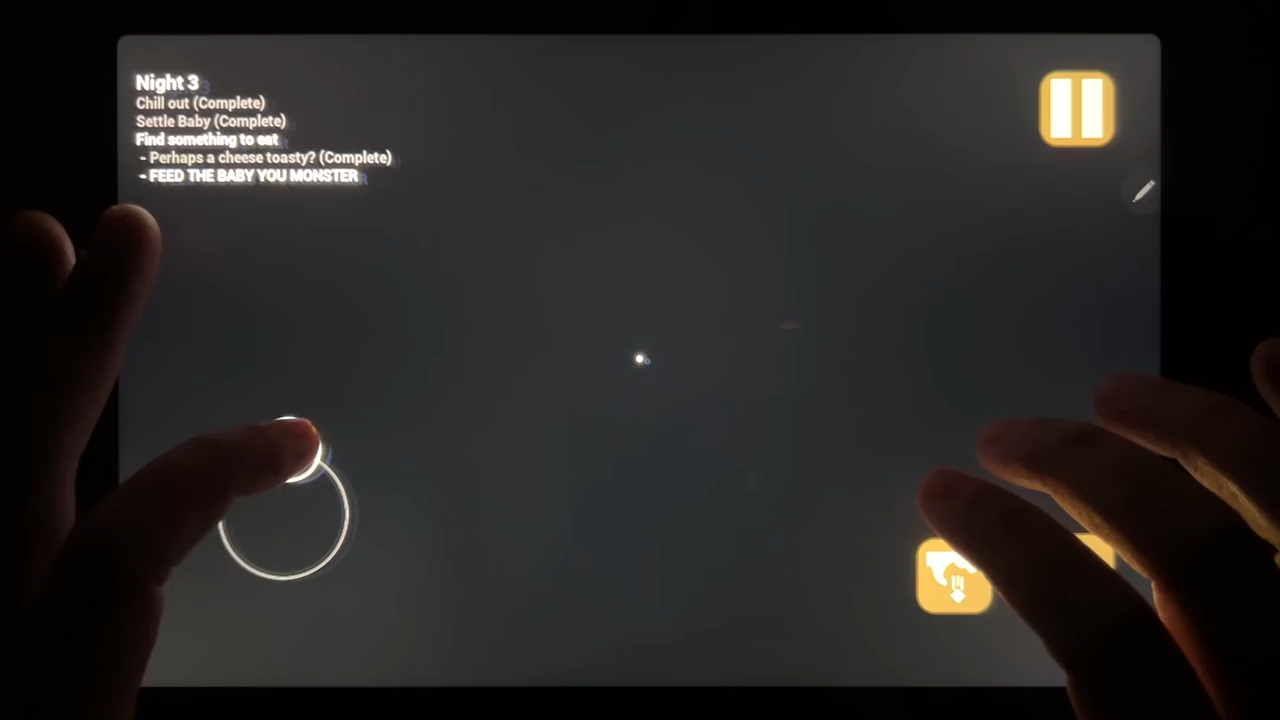 Night 3
Chill out (Complete)
Settle Baby (Complete)
Find something to eat
- Perhaps a cheese toasty? (Complete)
- FEED THE BABY YOU MONSTER